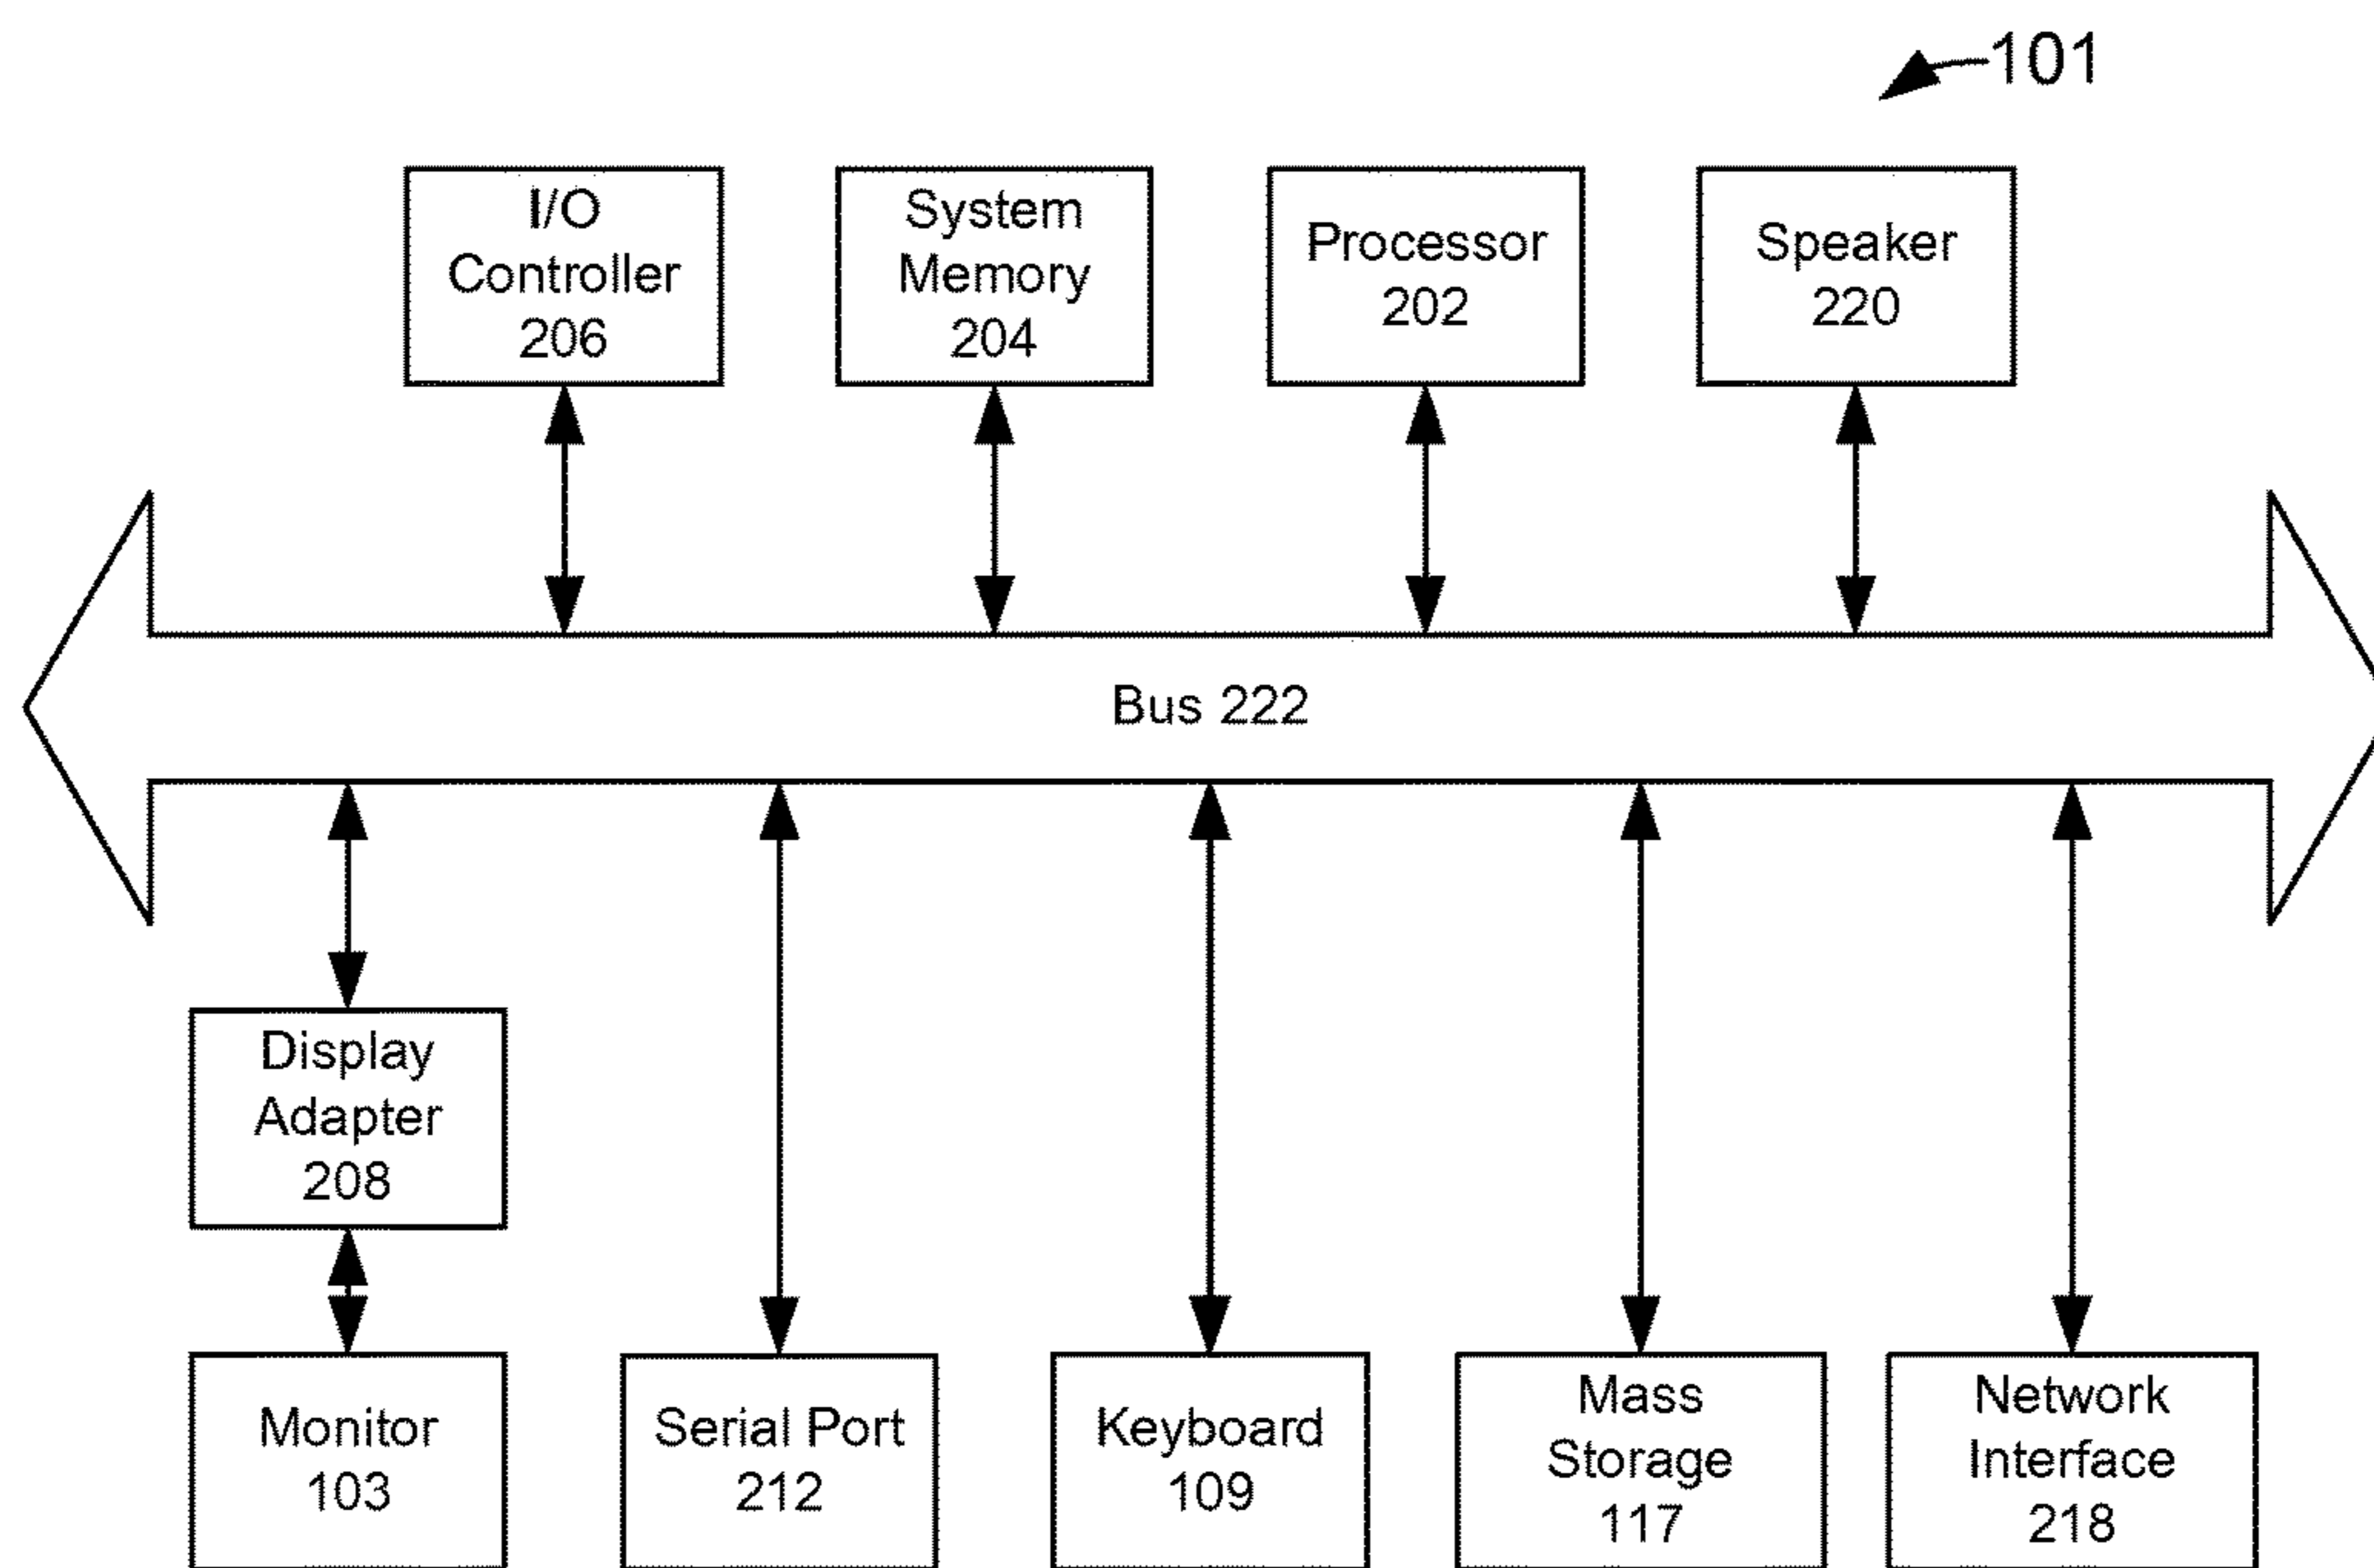 101
I/O
Controller
206
System
Memory
204
Processor
202
Speaker
220
Bus 222
Display
Adapter
208
Monitor
103
Serial Port
212
Keyboard
109
Mass
Storage
117
Network
Interface
218